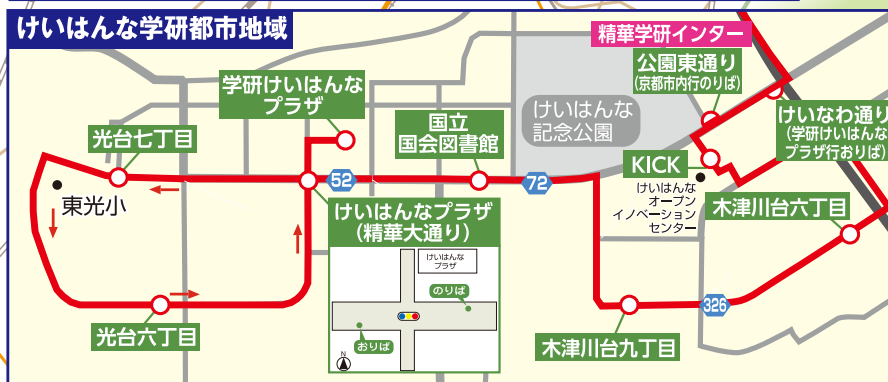 けいはんな学研都市地域
精華学研インター
公園東通り
(京都市内行のりば)
学研けいはんな
プラザ
けいはんな
記念公園
けいなわ通り
(学研けいはんな
プラザ行おりば)
国立
国会図書館
光台七丁目
KICK
52
72
東光小
けいはんな
オープン
イノベーション
センター
木津川台六丁目
けいはんなプラザ
(精華大通り)
けいはんな
プラザ
のりば
おりば
N
326
光台六丁目
木津川台九丁目